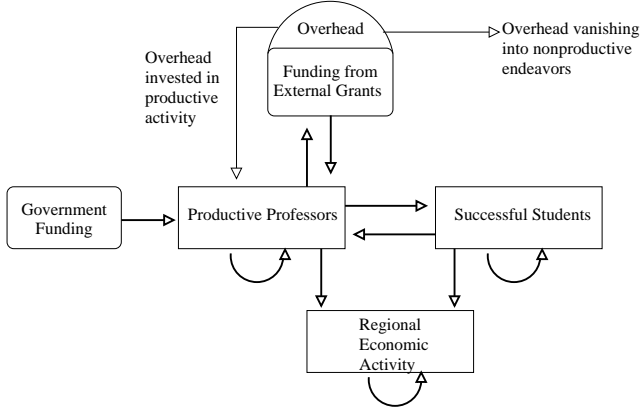 Overhead
Overhead vanishing
into nonproductive
endeavors
Overhead
invested in
productive
activity
Funding from
External Grants
Government
Funding
Productive Professors
Successful Students
Regional
Economic
Activity